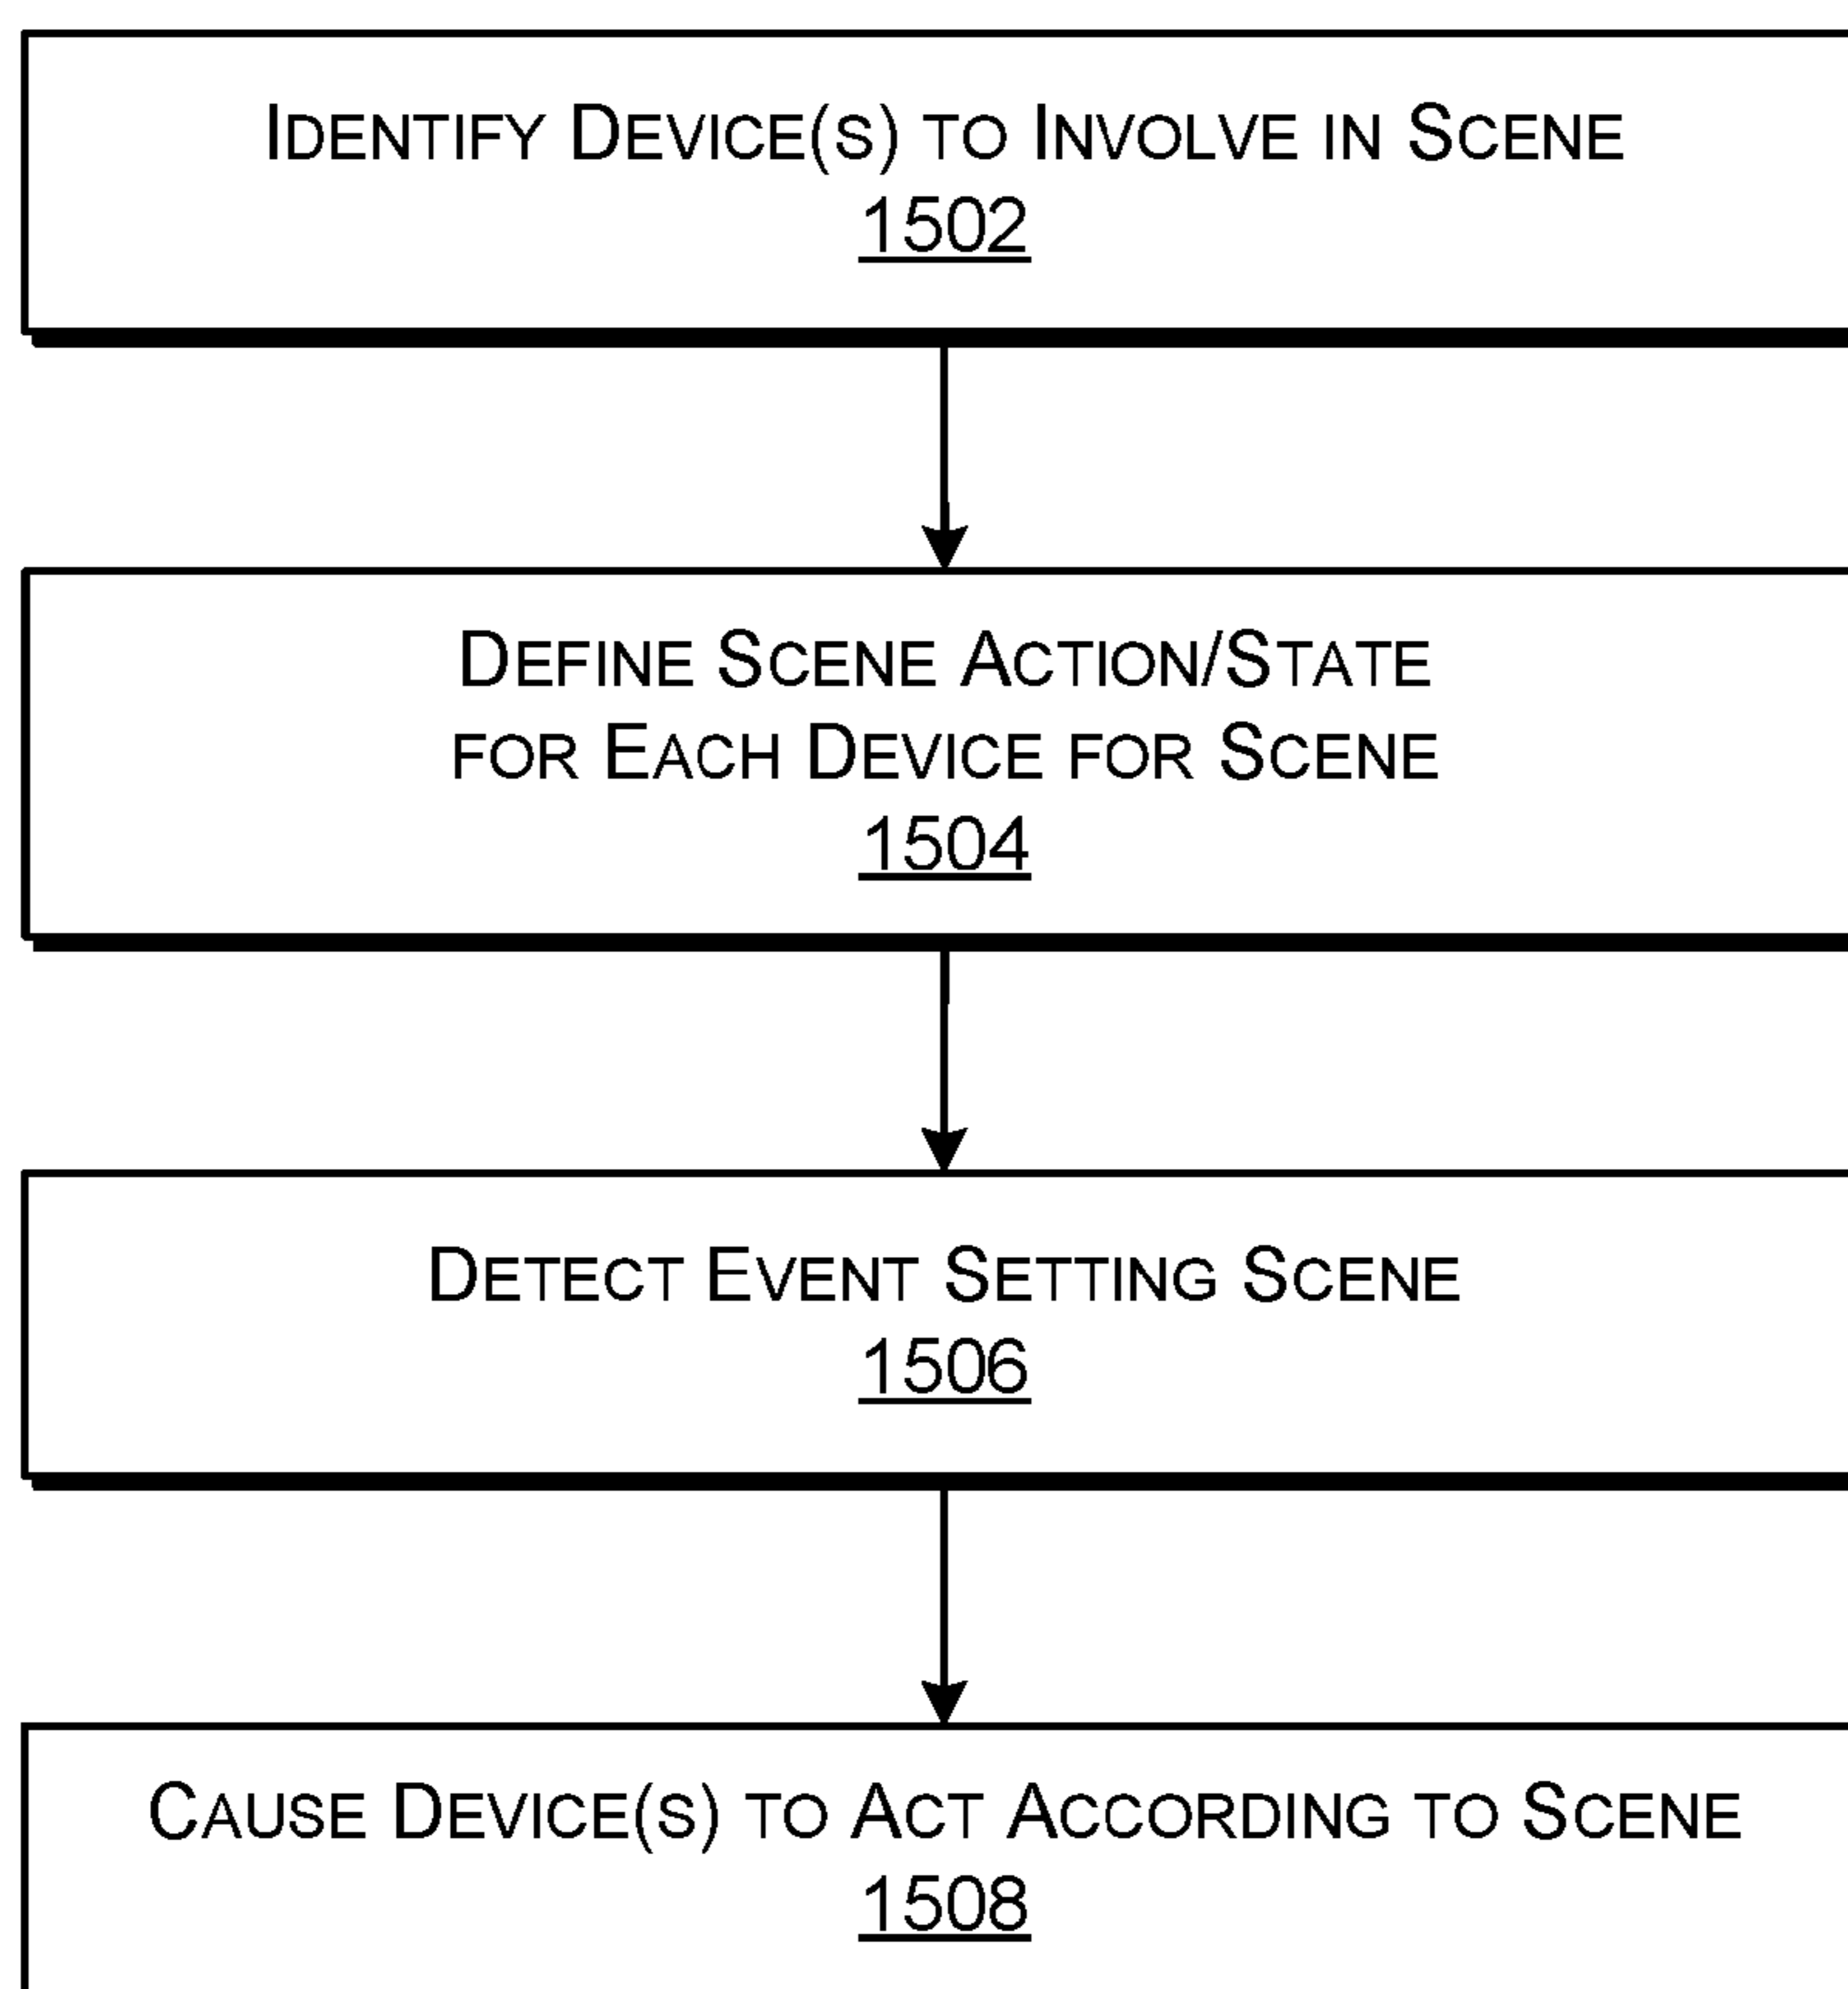 Identify Device(s) to Involve in Scene
1502
Define Scene Action/State
for Each Device for Scene
1504
Detect Event Setting Scene
1506
Cause Device(s) to Act According to Scene
1508